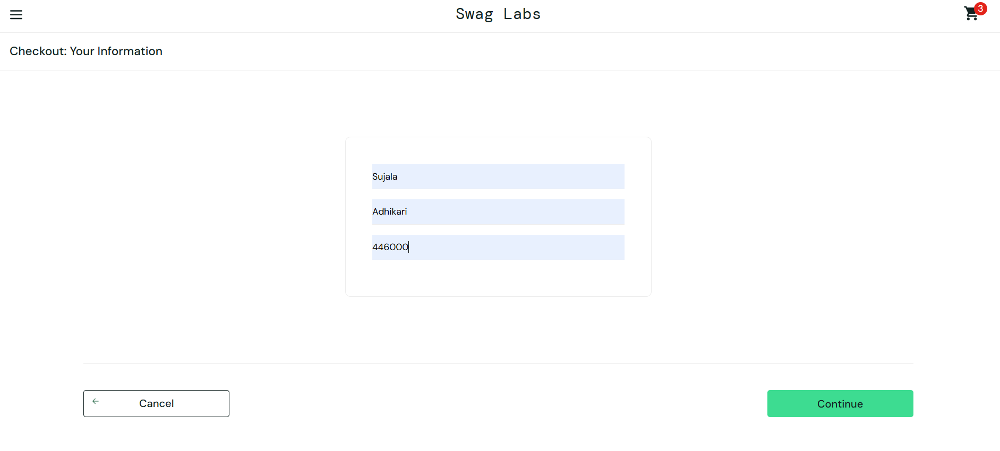 Swag Labs
3
Checkout: Your Information
Sujala
Adhikari
446000
Cancel
Continue